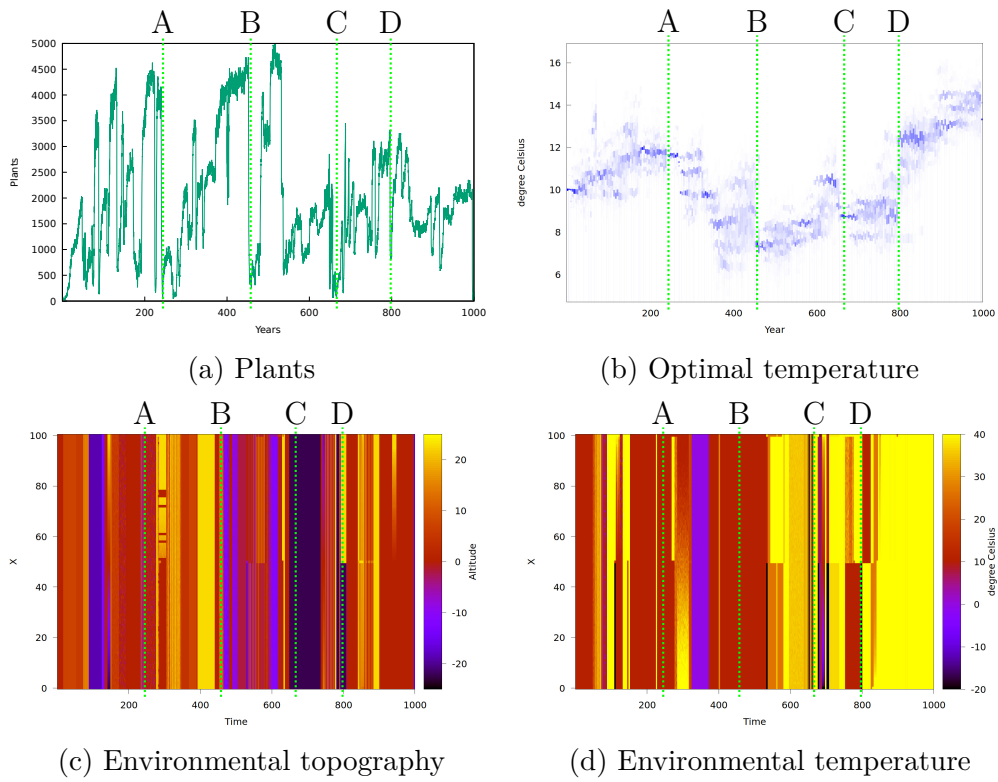 A B C D
5000
4500
4000
3500
3000
2500
2000
1500
1000
500
0
Plants
200 400 600 800 1000
Years
(a) Plants
A B C D
16
14
12
10
8
6
degree Celsius
200 400 600 800 1000
Year
(b) Optimal temperature
A B C D
100
80
60
40
20
0
X
200 400 600 800 1000
Time
20
10
0
-10
-20
Altitude
(c) Environmental topography
A B C D
100
80
60
40
20
0
X
200 400 600 800 1000
Time
40
30
20
10
0
-10
-20
degree Celsius
(d) Environmental temperature